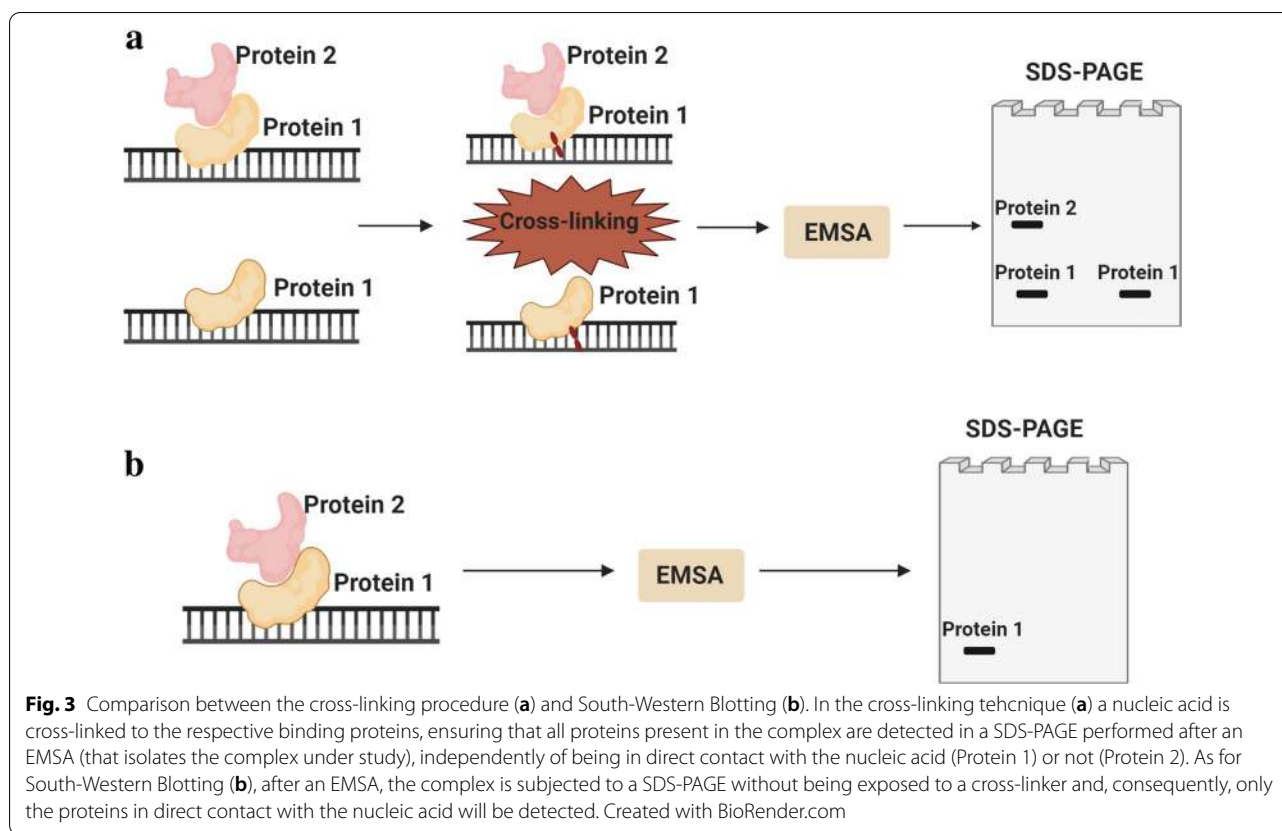 a
Protein 2
Protein 1
Protein 1
Protein 2
Protein 1
Cross-linking
Protein 1
EMSA
SDS-PAGE
Protein 2
Protein 1 Protein 1
b
Protein 2
Protein 1
EMSA
SDS-PAGE
Protein 1
Fig. 3 Comparison between the cross-linking procedure (a) and South-Western Blotting (b). In the cross-linking tehcnique (a) a nucleic acid is
cross-linked to the respective binding proteins, ensuring that all proteins present in the complex are detected in a SDS-PAGE performed after an
EMSA (that isolates the complex under study), independently of being in direct contact with the nucleic acid (Protein 1) or not (Protein 2). As for
South-Western Blotting (b), after an EMSA, the complex is subjected to a SDS-PAGE without being exposed to a cross-linker and, consequently, only
the proteins in direct contact with the nucleic acid will be detected. Created with BioRender.com